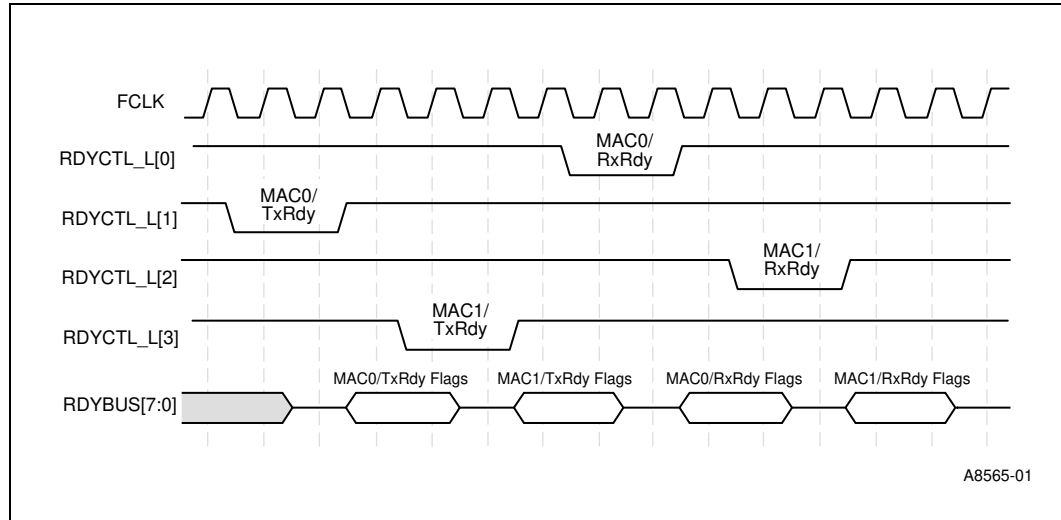 FCLK
RDYCTL_L[0]
MAC0/
RxRdy
RDYCTL_L[1]
MAC0/
TxRdy
RDYCTL_L[2]
MAC1/
RxRdy
RDYCTL_L[3]
MAC1/
TxRdy
RDYBUS[7:0]
MAC0/TxRdy Flags
MAC1/TxRdy Flags
MAC0/RxRdy Flags
MAC1/RxRdy Flags
A8565-01